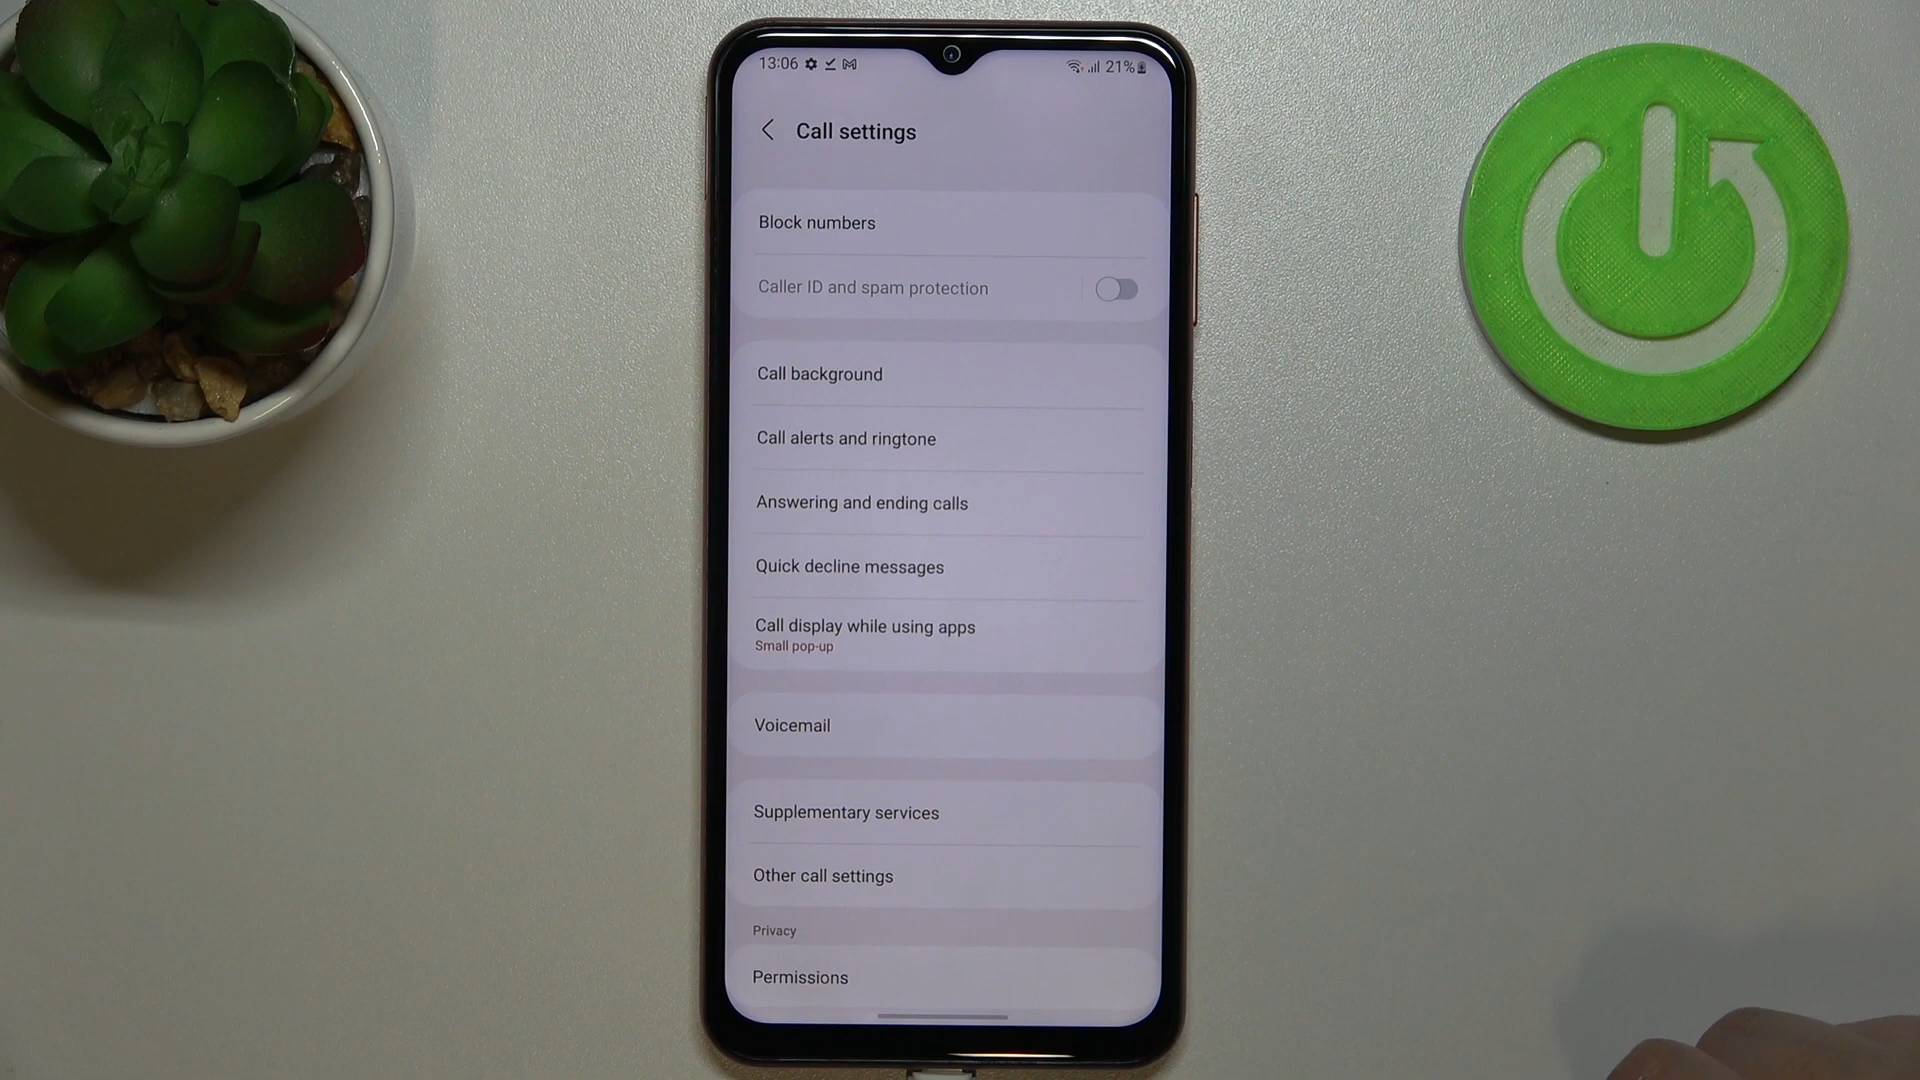 13:06 21%
Call settings
Block numbers
Caller ID and spam protection
Call background
Call alerts and ringtone
Answering and ending calls
Quick decline messages
Call display while using apps
Small pop-up
Voicemail
Supplementary services
Other call settings
Privacy
Permissions